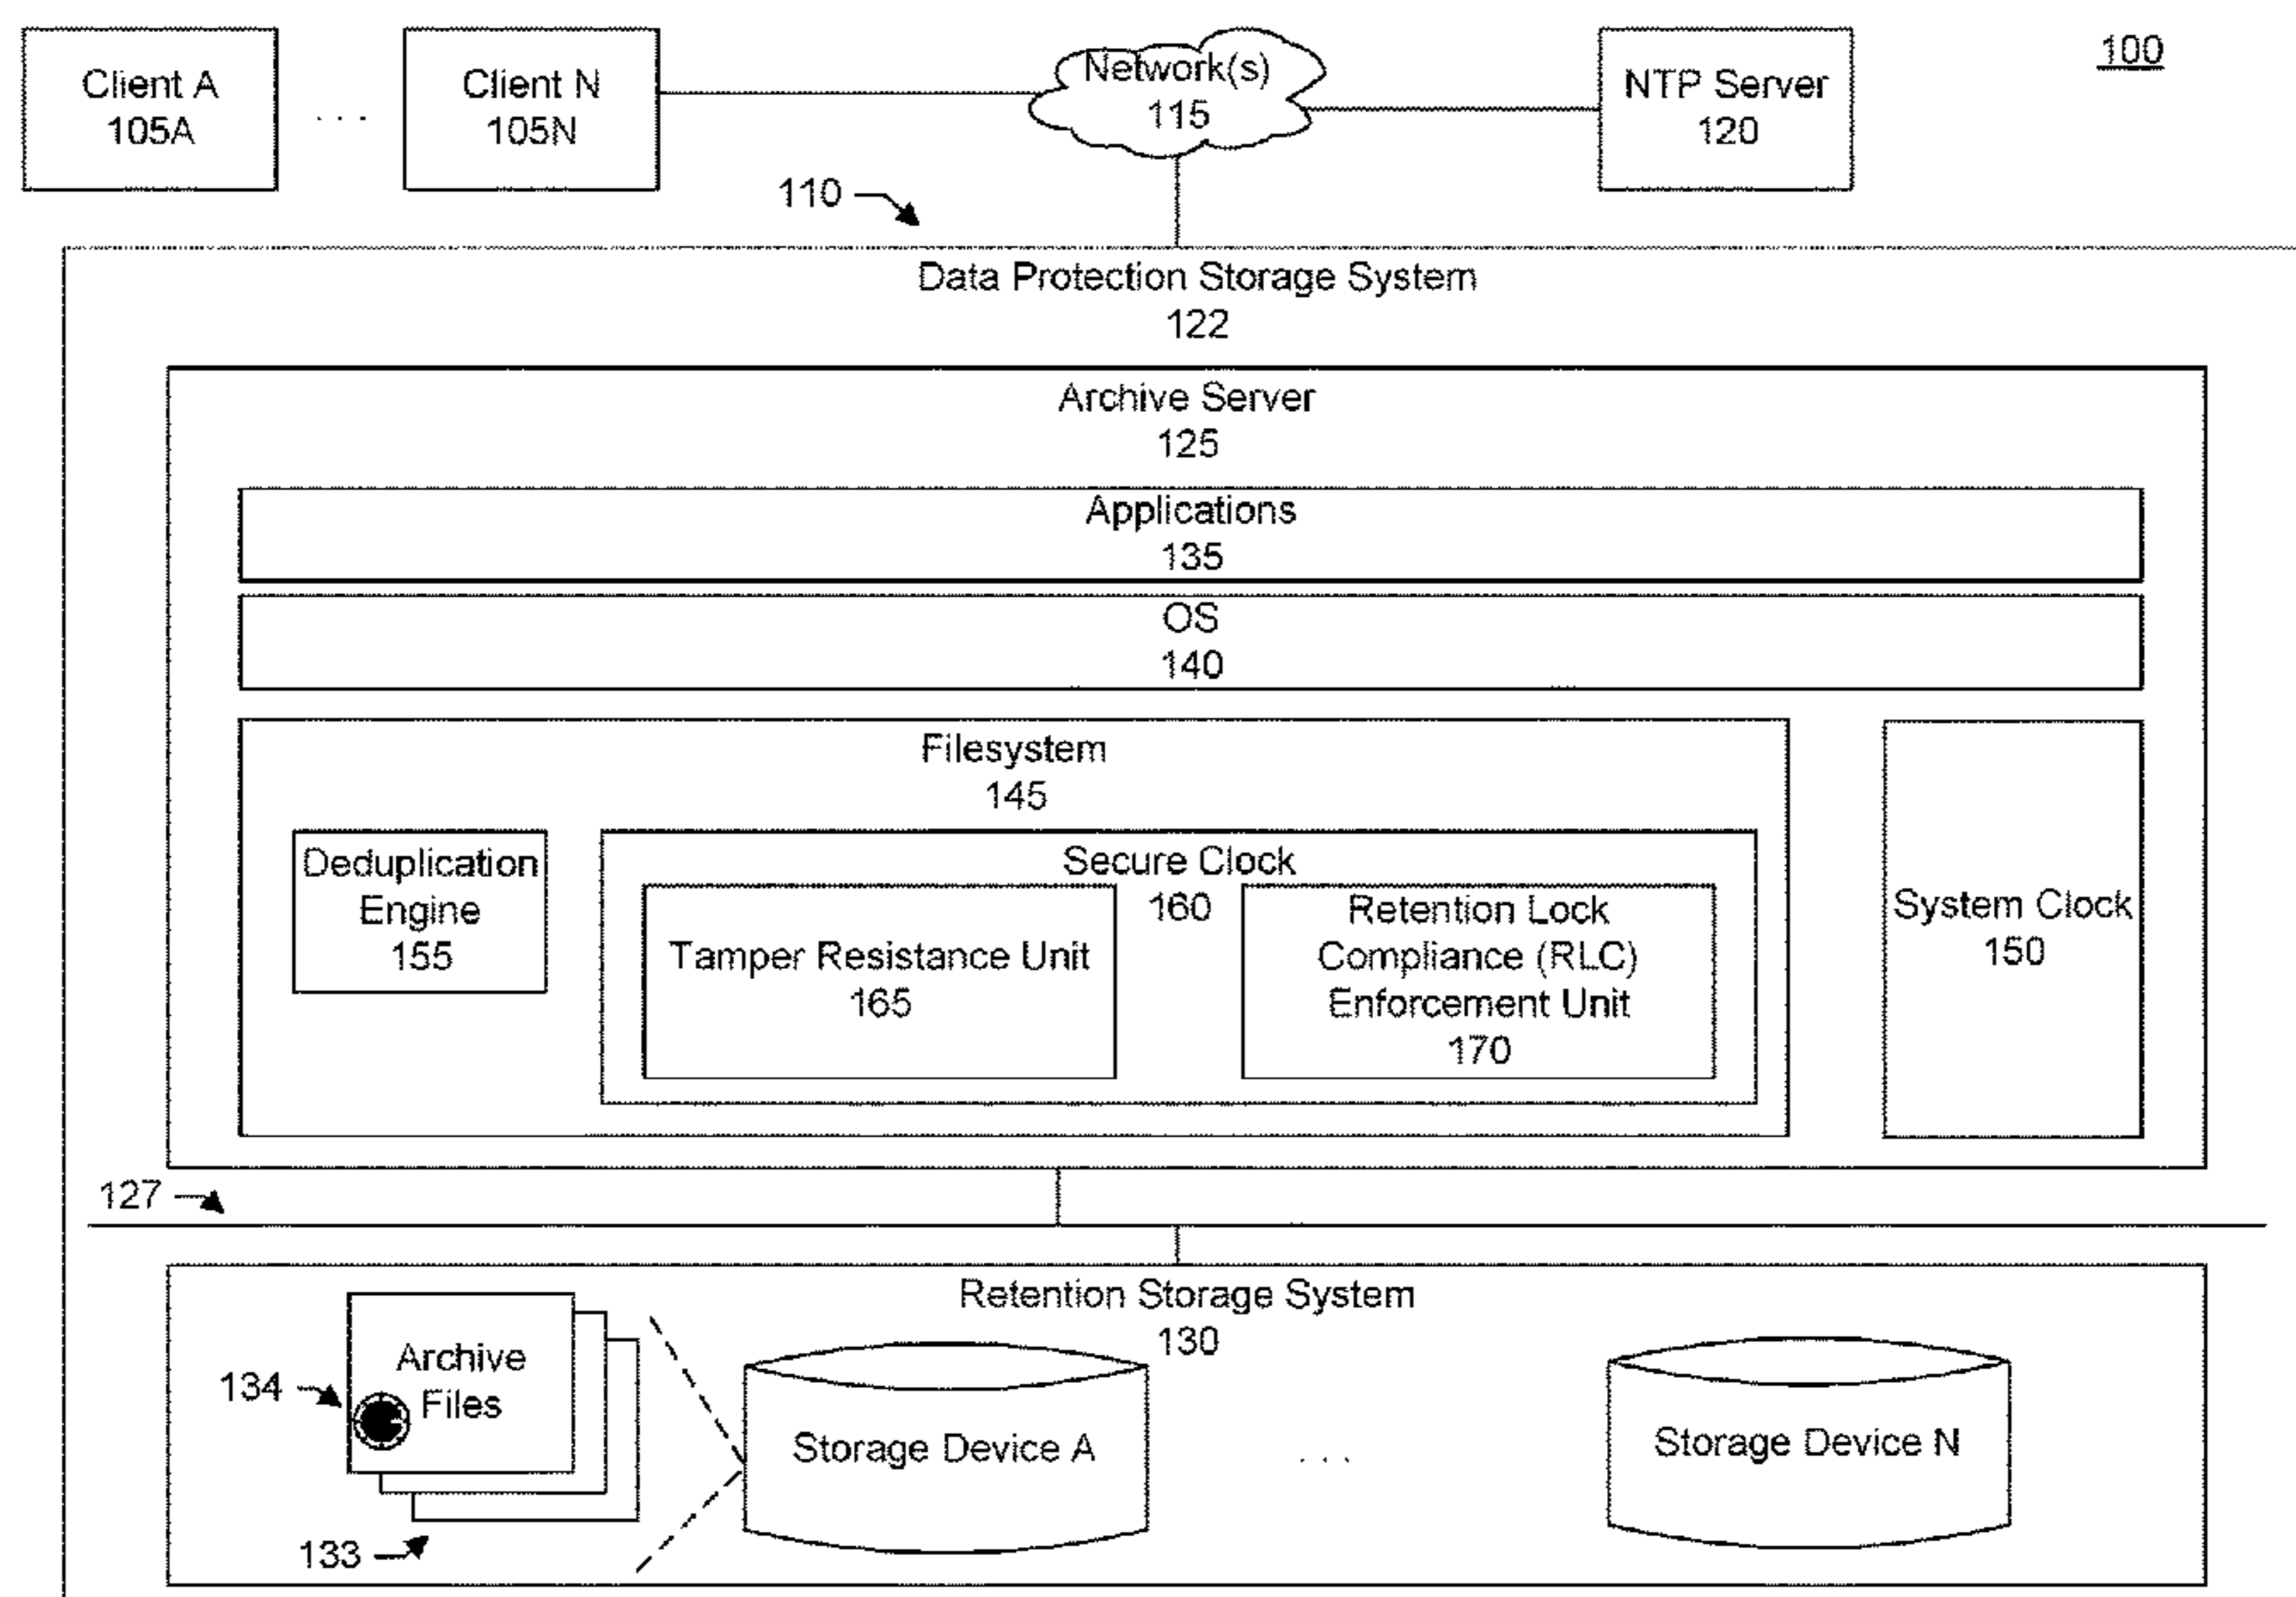 Client A
105A
. . .
Client N
105N
Network(s)
115
NTP Server
120
100
110
Data Protection Storage System
122
Archive Server
125
Applications
135
OS
140
Filesystem
145
Deduplication
Engine
155
Secure Clock
160
Tamper Resistance Unit
165
Retention Lock
Compliance (RLC)
Enforcement Unit
170
System Clock
150
127
Retention Storage System
130
Archive
Files
134
133
Storage Device A
. . .
Storage Device N